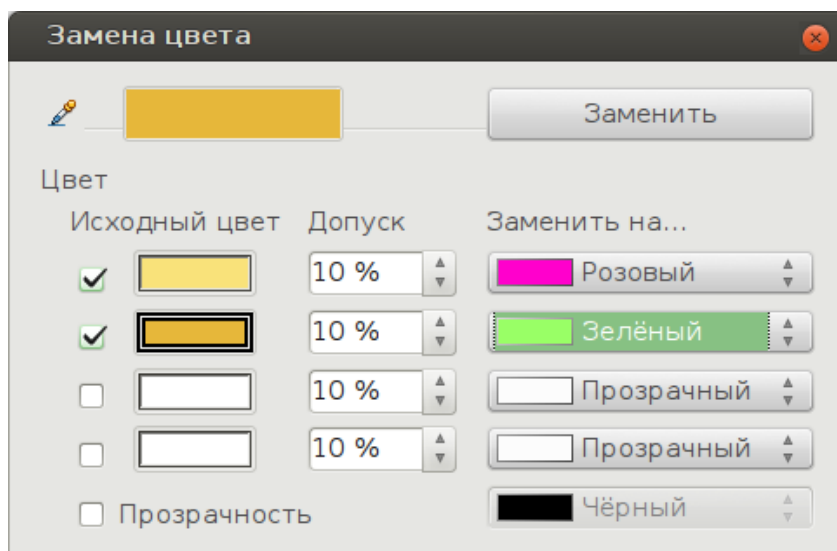 Замена цвета
Заменить
Цвет
Исходный цвет Допуск Заменить на...
10 % Розовый
10 % Зелёный
10 % Прозрачный
10 % Прозрачный
Прозрачность Чёрный